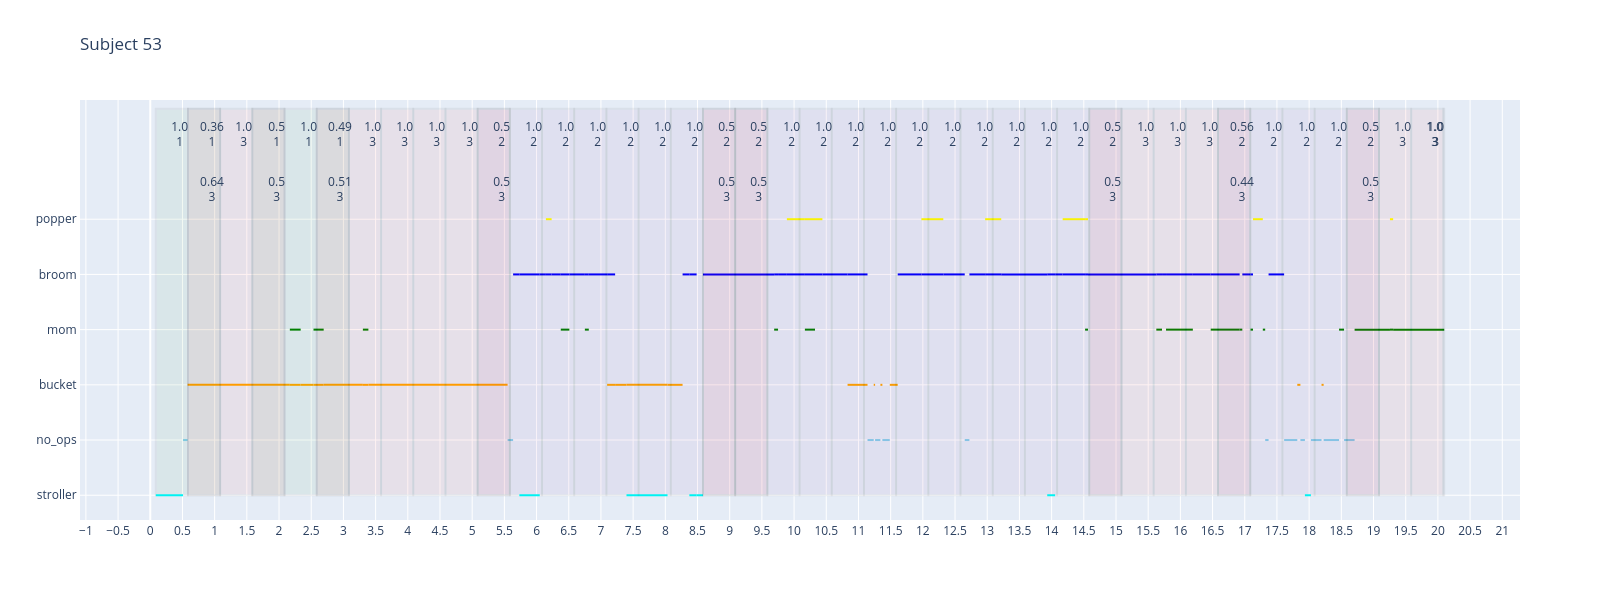 Subject 53
1.0 0.36 1.0 0.5 1.0 0.49 1.0 1.0 1.0 1.0 0.5 1.0 1.0 1.0 1.0 1.0 1.0 0.5 0.5 1.0 1.0 1.0 1.0 1.0 1.0 1.0 1.0 1.0 1.0 0.5 1.0 1.0 1.0 0.56 1.0 1.0 1.0 0.5 1.0 1.0
1 1 3 1 1 1 3 3 3 3 2 2 2 2 2 2 2 2 2 2 2 2 2 2 2 2 2 2 2 2 3 3 3 2 2 2 2 2 3 3
0.64 0.5 0.51 0.5 0.5 0.5 0.5 0.44 0.5
3 3 3 3 3 3 3 3 3
popper
broom
mom
bucket
no_ops
stroller
−1 −0.5 0 0.5 1 1.5 2 2.5 3 3.5 4 4.5 5 5.5 6 6.5 7 7.5 8 8.5 9 9.5 10 10.5 11 11.5 12 12.5 13 13.5 14 14.5 15 15.5 16 16.5 17 17.5 18 18.5 19 19.5 20 20.5 21